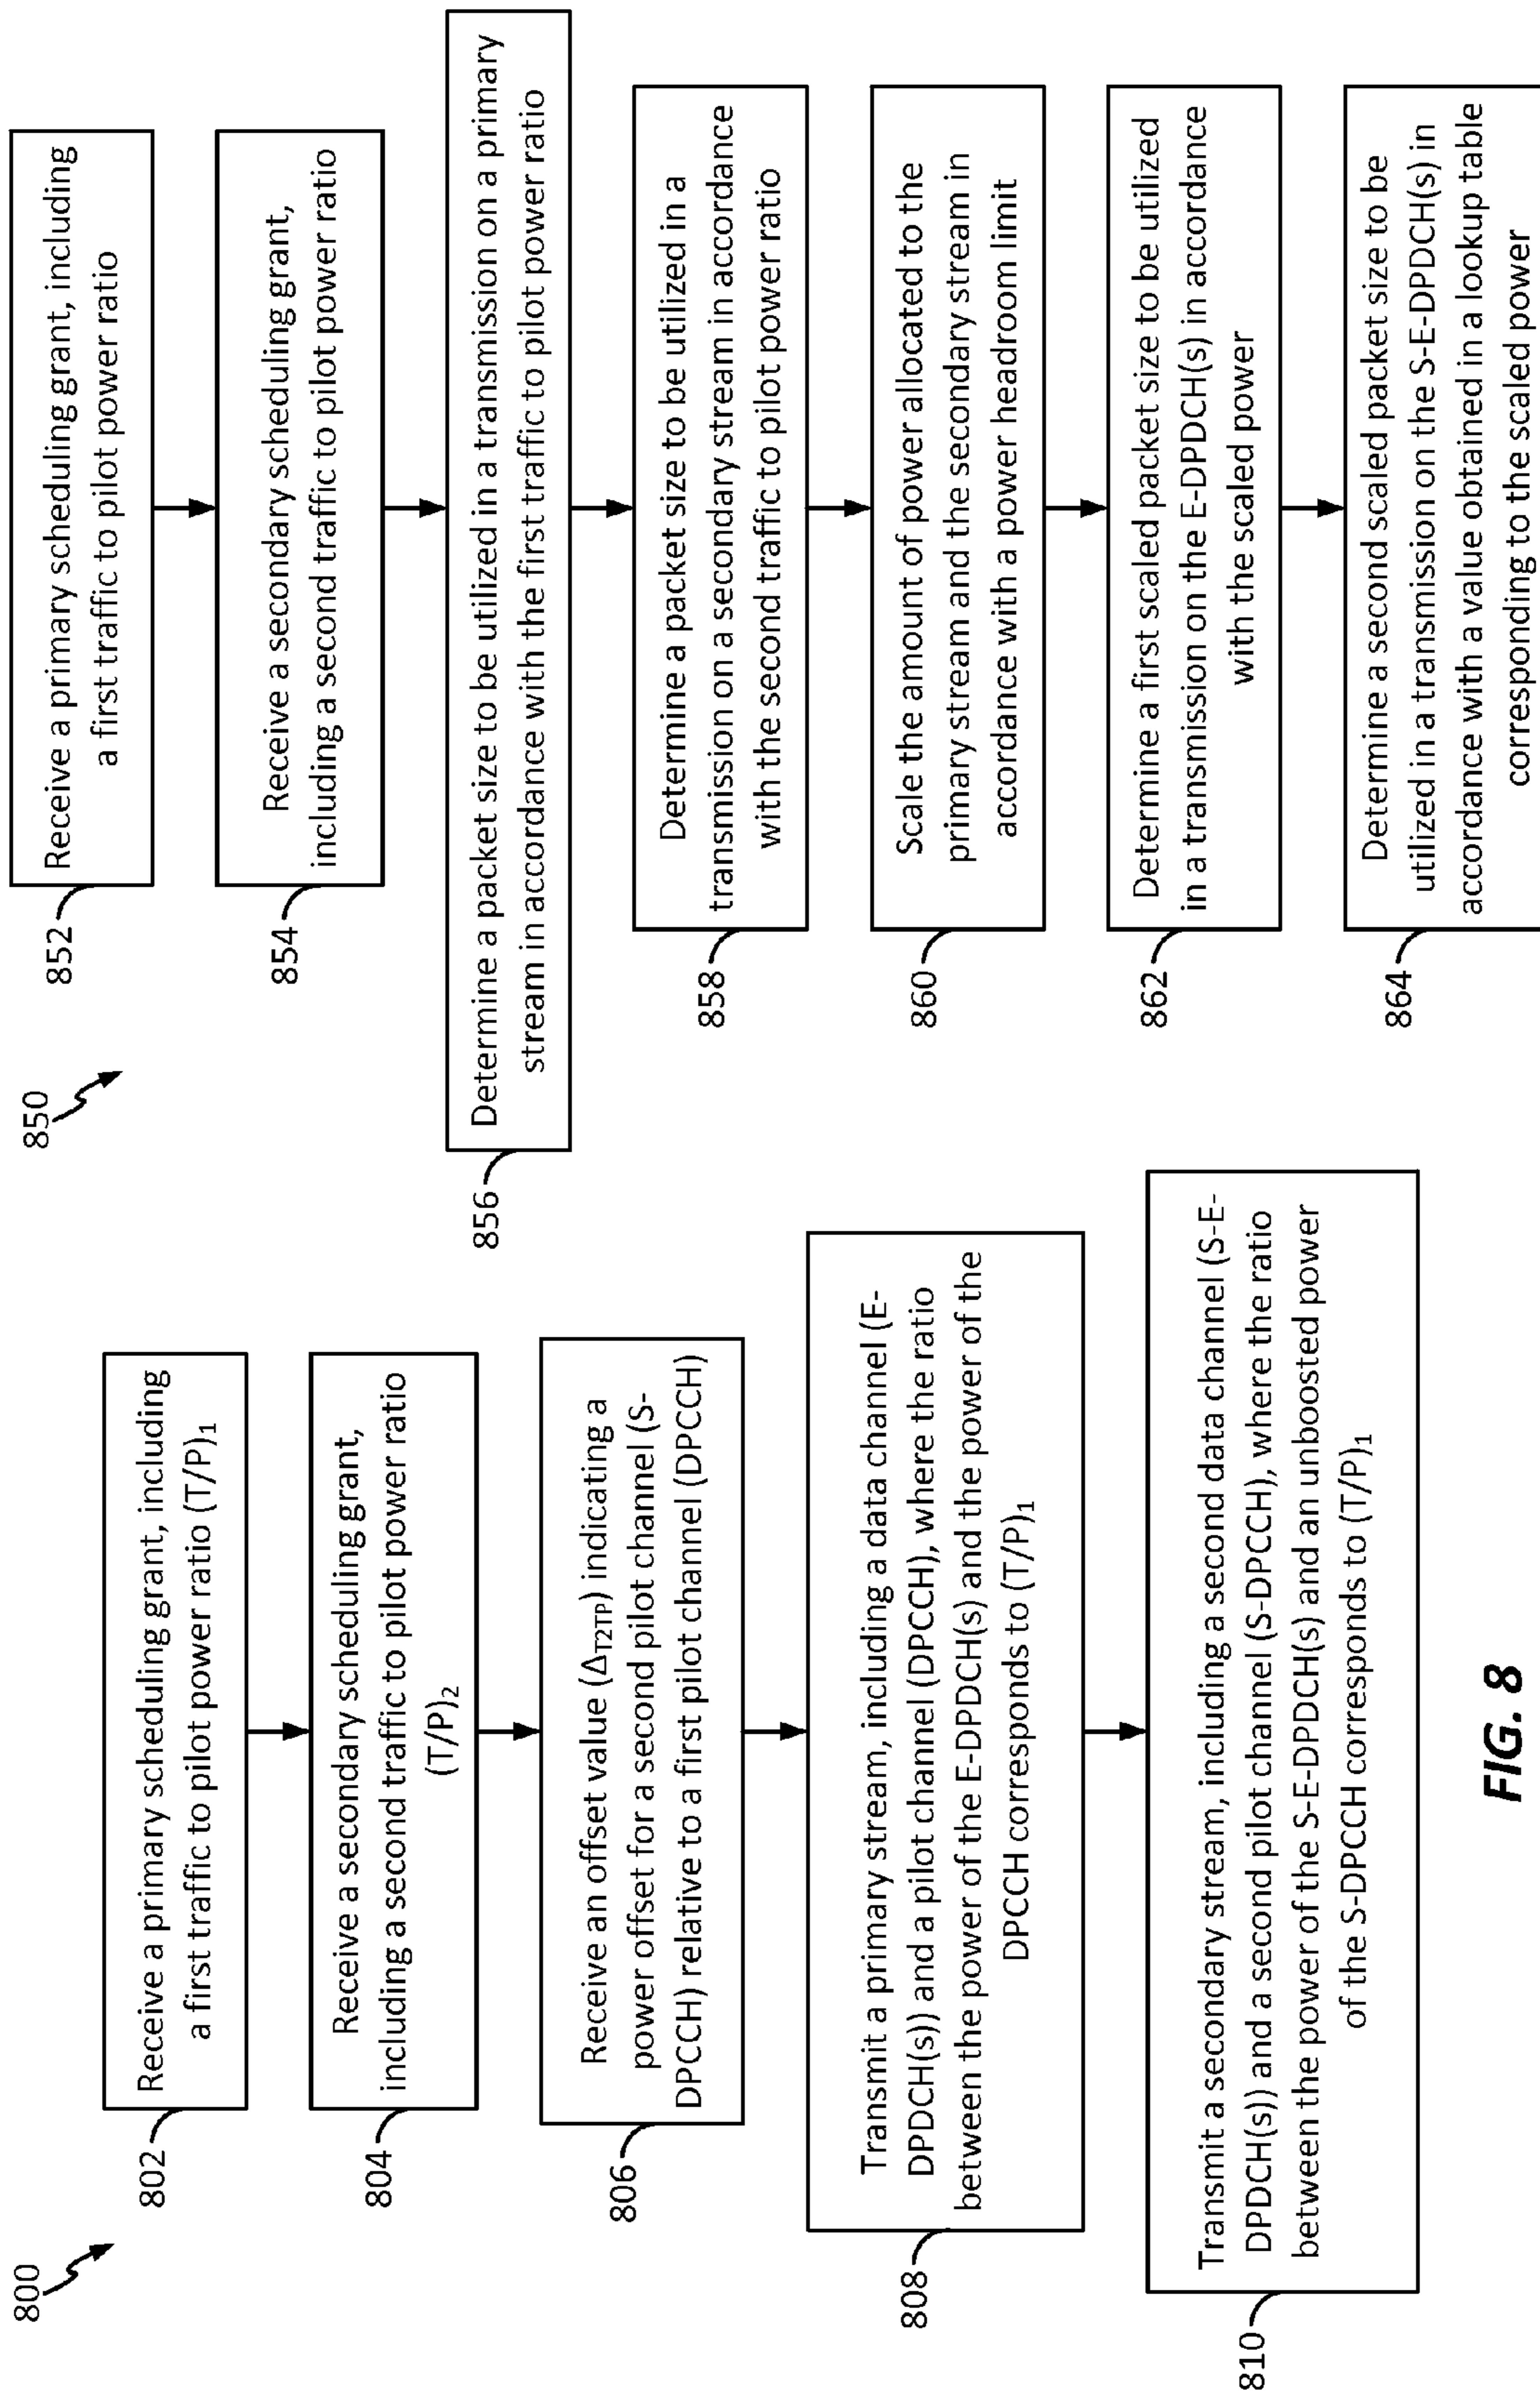 800
802
Receive a primary scheduling grant, including
a first traffic to pilot power ratio (T/P)₁
804
Receive a secondary scheduling grant,
including a second traffic to pilot power ratio
(T/P)₂
806
Receive an offset value (Δ_T2TP) indicating a
power offset for a second pilot channel (S-
DPCCH) relative to a first pilot channel (DPCCH)
808
Transmit a primary stream, including a data channel (E-
DPDCH(s)) and a pilot channel (DPCCH), where the ratio
between the power of the E-DPDCH(s) and the power of the
DPCCH corresponds to (T/P)₁
810
Transmit a secondary stream, including a second data channel (S-E-
DPDCH(s)) and a second pilot channel (S-DPCCH), where the ratio
between the power of the S-E-DPDCH(s) and an unboosted power
of the S-DPCCH corresponds to (T/P)₁
850
852
Receive a primary scheduling grant, including
a first traffic to pilot power ratio
854
Receive a secondary scheduling grant,
including a second traffic to pilot power ratio
856
Determine a packet size to be utilized in a transmission on a primary
stream in accordance with the first traffic to pilot power ratio
858
Determine a packet size to be utilized in a
transmission on a secondary stream in accordance
with the second traffic to pilot power ratio
860
Scale the amount of power allocated to the
primary stream and the secondary stream in
accordance with a power headroom limit
862
Determine a first scaled packet size to be utilized
in a transmission on the E-DPDCH(s) in accordance
with the scaled power
864
Determine a second scaled packet size to be
utilized in a transmission on the S-E-DPDCH(s) in
accordance with a value obtained in a lookup table
corresponding to the scaled power
FIG. 8